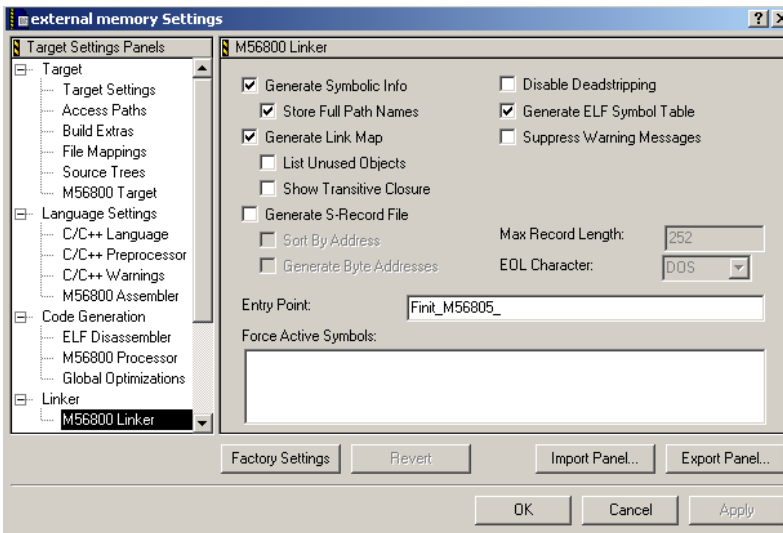 external memory Settings
Target Settings Panels
Target
Target Settings
Access Paths
Build Extras
File Mappings
Source Trees
M56800 Target
Language Settings
C/C++ Language
C/C++ Preprocessor
C/C++ Warnings
M56800 Assembler
Code Generation
ELF Disassembler
M56800 Processor
Global Optimizations
Linker
M56800 Linker
M56800 Linker
Generate Symbolic Info
Disable Deadstripping
Store Full Path Names
Generate ELF Symbol Table
Generate Link Map
Suppress Warning Messages
List Unused Objects
Show Transitive Closure
Generate S-Record File
Sort By Address
Max Record Length: 252
Generate Byte Addresses
EOL Character: DOS
Entry Point: Finit_M56805_
Force Active Symbols:
Factory Settings
Revert
Import Panel...
Export Panel...
OK
Cancel
Apply